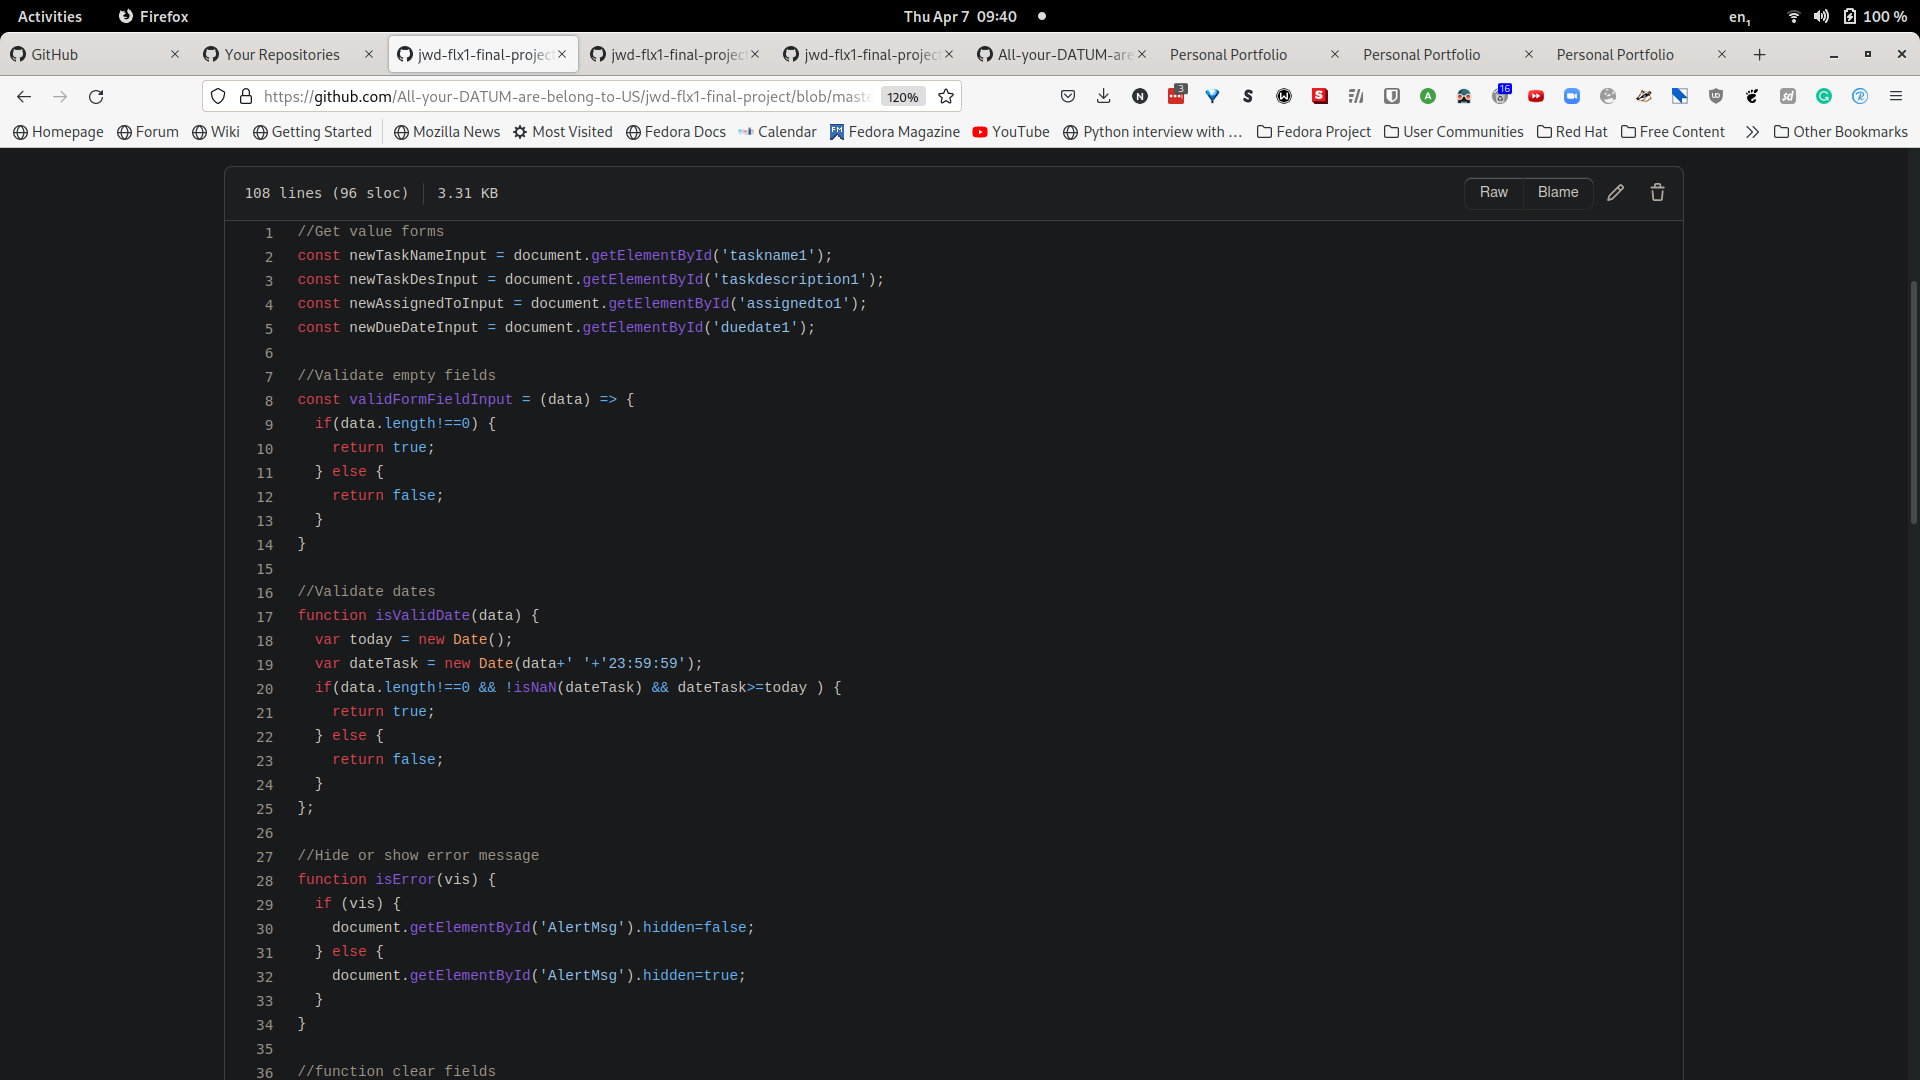 Activities Firefox Thu Apr 7 09:40 en1 100 %
GitHub Your Repositories jwd-flx1-final-project jwd-flx1-final-project jwd-flx1-final-project All-your-DATUM-are Personal Portfolio Personal Portfolio Personal Portfolio
https://github.com/All-your-DATUM-are-belong-to-US/jwd-flx1-final-project/blob/maste 120% 3 16
Homepage Forum Wiki Getting Started Mozilla News Most Visited Fedora Docs Calendar Fedora Magazine YouTube Python interview with … Fedora Project User Communities Red Hat Free Content Other Bookmarks
108 lines (96 sloc) 3.31 KB Raw Blame
1 //Get value forms
2 const newTaskNameInput = document.getElementById('taskname1');
3 const newTaskDesInput = document.getElementById('taskdescription1');
4 const newAssignedToInput = document.getElementById('assignedto1');
5 const newDueDateInput = document.getElementById('duedate1');
6
7 //Validate empty fields
8 const validFormFieldInput = (data) => {
9 if(data.length!==0) {
10 return true;
11 } else {
12 return false;
13 }
14 }
15
16 //Validate dates
17 function isValidDate(data) {
18 var today = new Date();
19 var dateTask = new Date(data+' '+'23:59:59');
20 if(data.length!==0 && !isNaN(dateTask) && dateTask>=today ) {
21 return true;
22 } else {
23 return false;
24 }
25 };
26
27 //Hide or show error message
28 function isError(vis) {
29 if (vis) {
30 document.getElementById('AlertMsg').hidden=false;
31 } else {
32 document.getElementById('AlertMsg').hidden=true;
33 }
34 }
35
36 //function clear fields